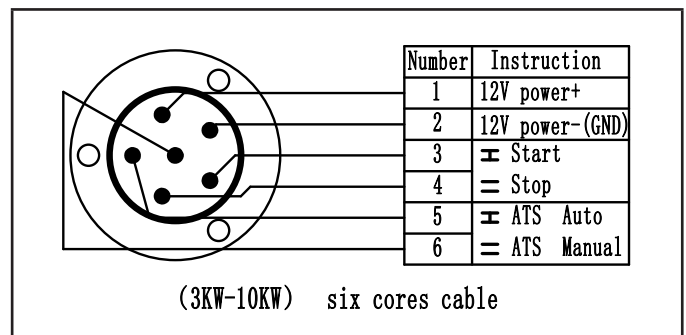 Number Instruction
1 12V power+
2 12V power-(GND)
3 Start
4 Stop
5 ATS Auto
6 ATS Manual
(3KW-10KW) six cores cable